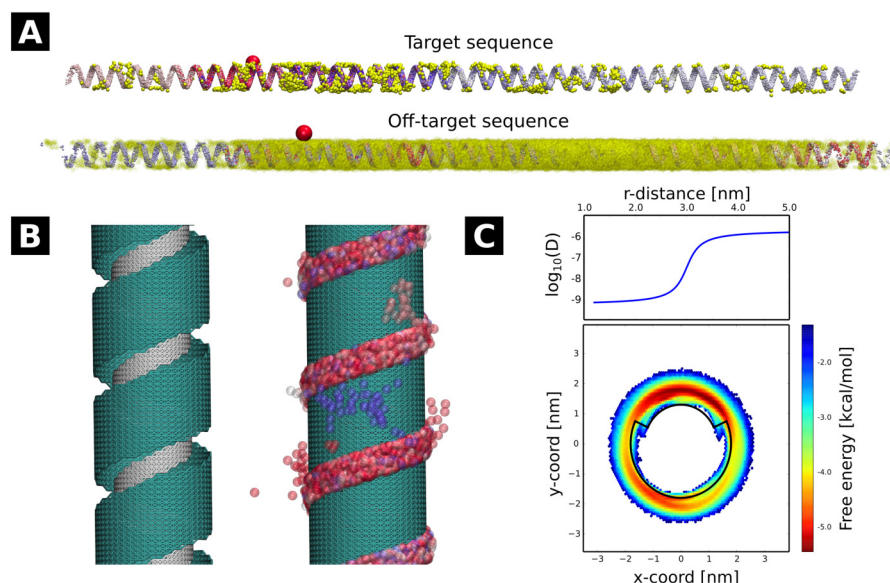 A
Target sequence
Off-target sequence
B
C
r-distance [nm]
1.0 2.0 3.0 4.0 5.0
log10(D)
-6
-7
-8
-9
y-coord [nm]
3
2
1
0
−1
−2
−3
−3 −2 −1 0 1 2 3
x-coord [nm]
-2.0
-3.0
-4.0
-5.0
Free energy [kcal/mol]